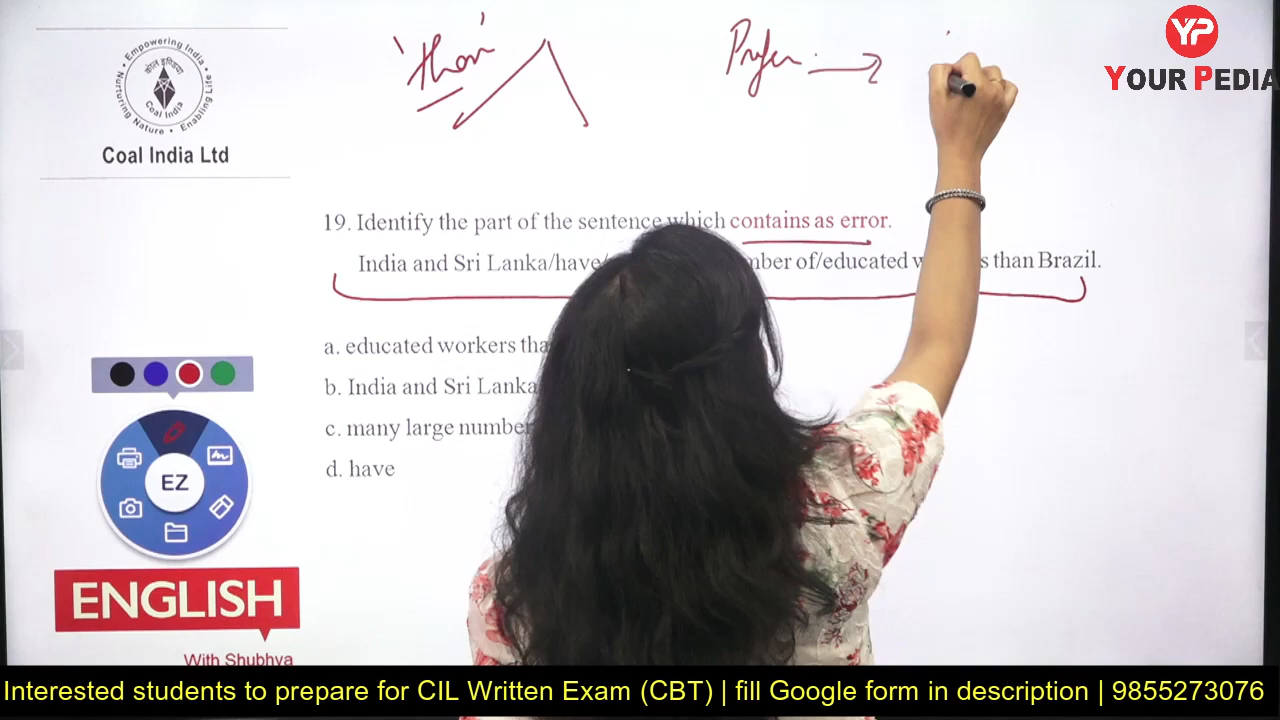 'than'
Prefer
YP
YOUR PEDIA
Empowering India
कोल इण्डिया
Coal India
Nurturing Nature • Enabling Life
Coal India Ltd
19. Identify the part of the sentence which contains as error.
India and Sri Lanka/have/ mber of/educated w s than Brazil.
a. educated workers tha
b. India and Sri Lanka
c. many large number
d. have
EZ
ENGLISH
With Shubhya
Interested students to prepare for CIL Written Exam (CBT) | fill Google form in description | 9855273076